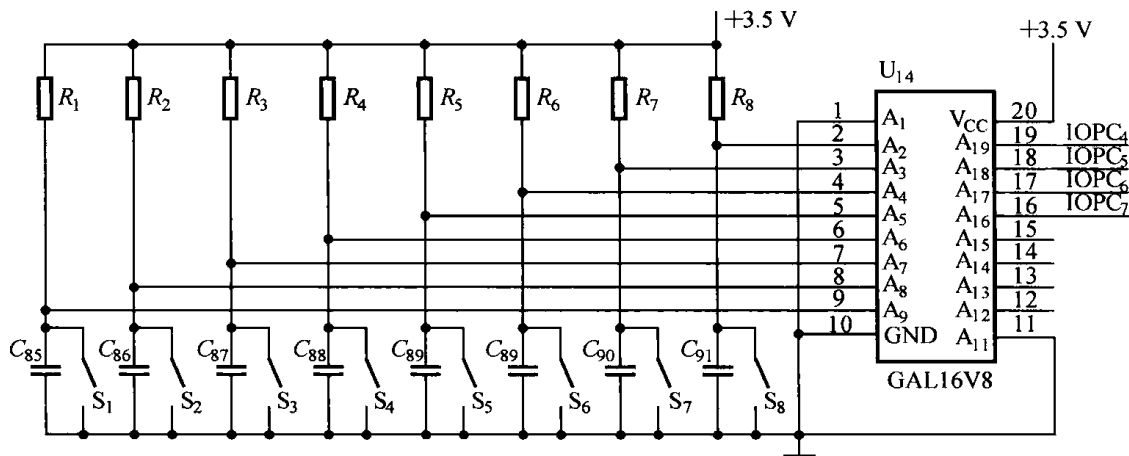 +3.5 V
+3.5 V
U14
R1 R2 R3 R4 R5 R6 R7 R8
1 A1 VCC 20
2 A2 A19 19 IOPC4
3 A3 A18 18 IOPC5
4 A4 A17 17 IOPC6
5 A5 A16 16 IOPC7
6 A6 A15 15
7 A7 A14 14
8 A8 A13 13
9 A9 A12 12
10 GND A11 11
C85 C86 C87 C88 C89 C89 C90 C91
S1 S2 S3 S4 S5 S6 S7 S8
GAL16V8